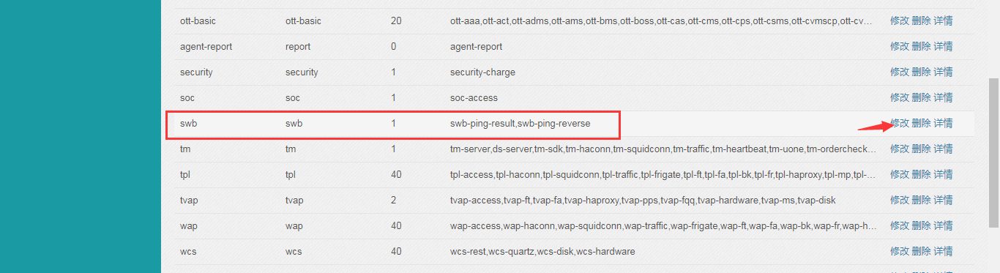 ott-basic ott-basic 20 ott-aaa,ott-act,ott-adms,ott-ams,ott-bms,ott-boss,ott-cas,ott-cms,ott-cps,ott-csms,ott-cvmscp,ott-cv... 修改 删除 详情
agent-report report 0 agent-report 修改 删除 详情
security security 1 security-charge 修改 删除 详情
soc soc 1 soc-access 修改 删除 详情
swb swb 1 swb-ping-result,swb-ping-reverse 修改 删除 详情
tm tm 1 tm-server,ds-server,tm-sdk,tm-haconn,tm-squidconn,tm-traffic,tm-heartbeat,tm-uone,tm-ordercheck... 修改 删除 详情
tpl tpl 40 tpl-access,tpl-haconn,tpl-squidconn,tpl-traffic,tpl-frigate,tpl-ft,tpl-fa,tpl-bk,tpl-fr,tpl-haproxy,tpl-mp,tpl-... 修改 删除 详情
tvap tvap 2 tvap-access,tvap-ft,tvap-fa,tvap-haproxy,tvap-pps,tvap-fqq,tvap-hardware,tvap-ms,tvap-disk 修改 删除 详情
wap wap 40 wap-access,wap-haconn,wap-squidconn,wap-traffic,wap-frigate,wap-ft,wap-fa,wap-bk,wap-fr,wap-h... 修改 删除 详情
wcs wcs 40 wcs-rest,wcs-quartz,wcs-disk,wcs-hardware 修改 删除 详情